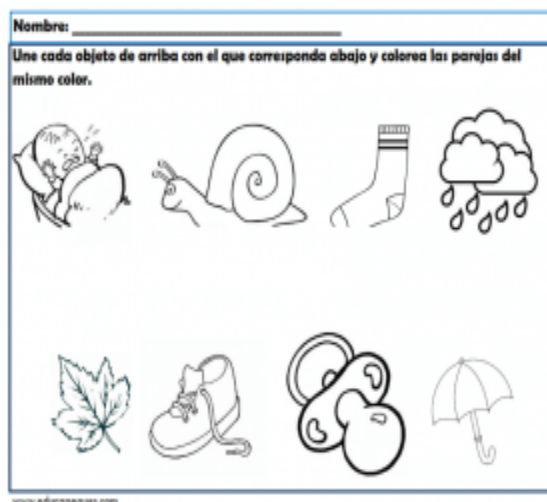 Nombre:
Une cada objeto de arriba con el que corresponda abajo y colorea las parejas del
mismo color.